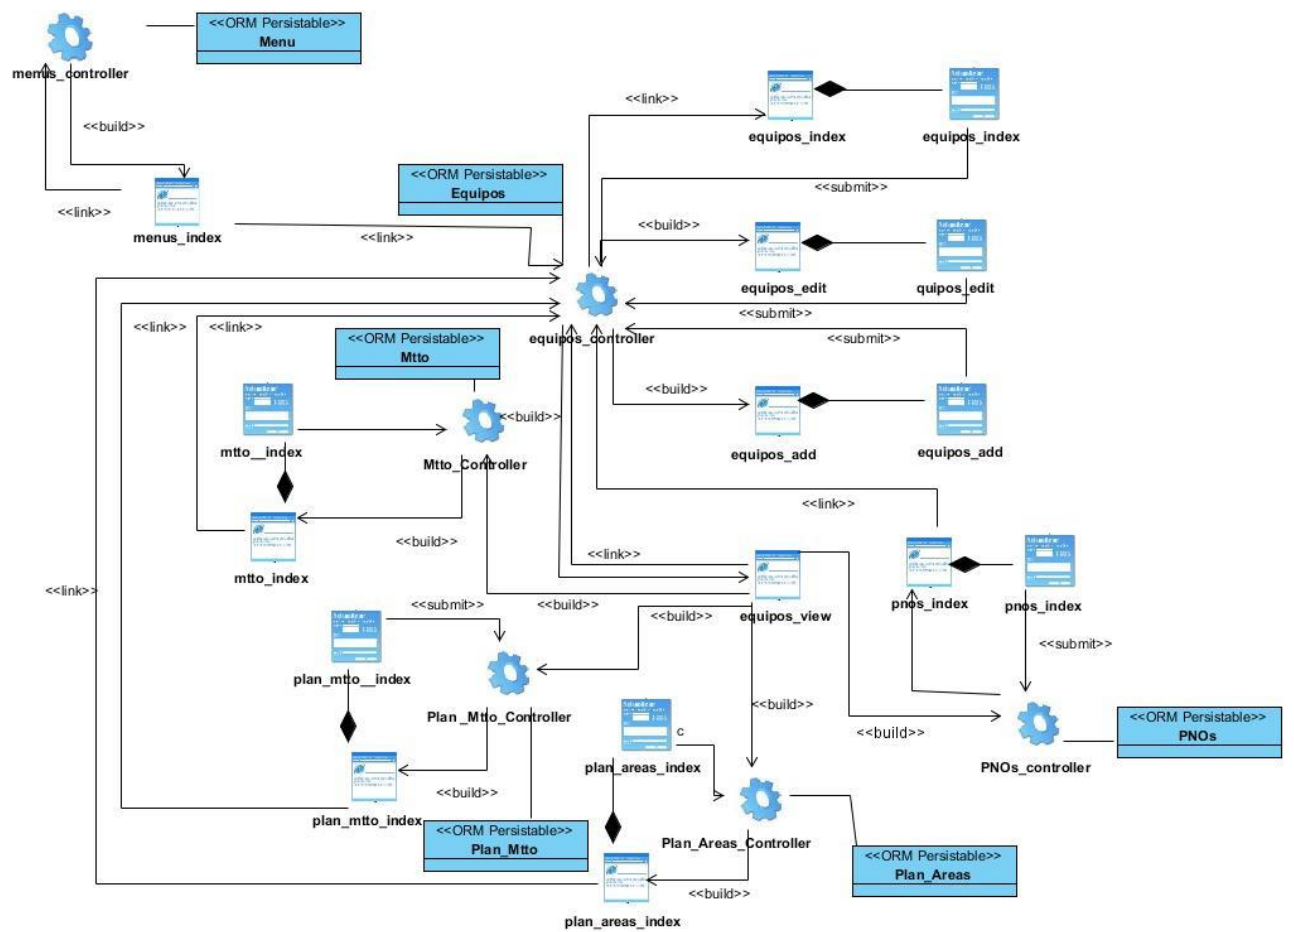 <<ORM Persistable>>
Menu
menus_controller
<<build>>
<<link>>
menus_index
<<link>>
<<ORM Persistable>>
Equipos
<<link>>
equipos_index
equipos_index
<<submit>>
<<build>>
equipos_edit
quipos_edit
<<submit>>
equipos_controller
<<submit>>
<<link>>
<<link>>
<<ORM Persistable>>
Mtto
<<build>>
<<build>>
equipos_add
equipos_add
mtto__index
Mtto_Controller
<<link>>
<<build>>
mtto_index
<<link>>
<<link>>
equipos_view
<<build>>
<<build>>
pnos_index
pnos_index
<<submit>>
<<submit>>
plan_mtto__index
Plan_Mtto_Controller
<<build>>
<<build>>
<<ORM Persistable>>
PNOs
PNOs_controller
c
plan_areas_index
<<build>>
plan_mtto_index
<<ORM Persistable>>
Plan_Mtto
Plan_Areas_Controller
<<ORM Persistable>>
Plan_Areas
<<build>>
plan_areas_index